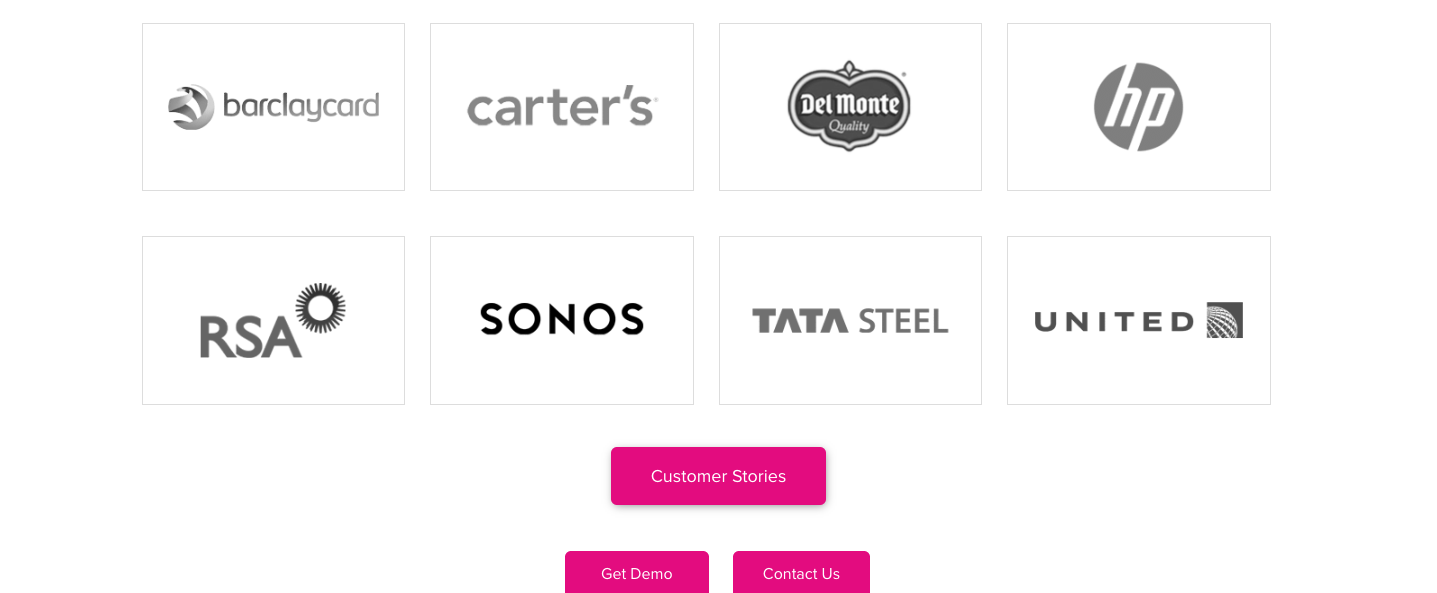 barclaycard
carter's
Del Monte
Quality
hp
RSA
SONOS
TATA STEEL
UNITED
Customer Stories
Get Demo
Contact Us